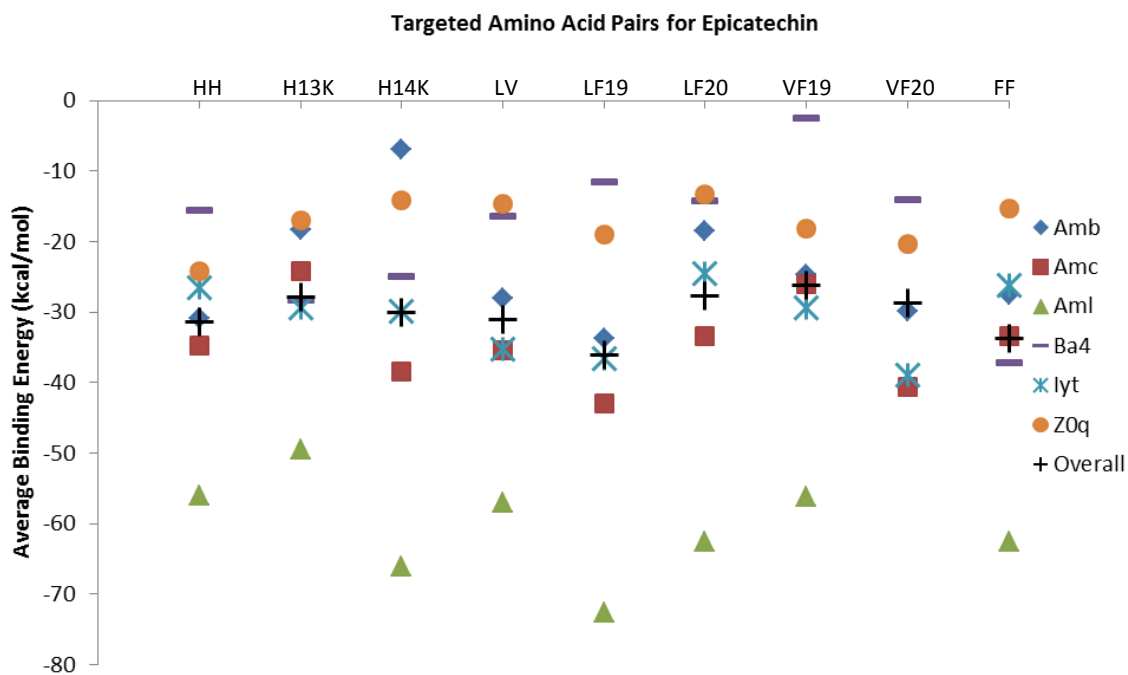 Targeted Amino Acid Pairs for Epicatechin
HH H13K H14K LV LF19 LF20 VF19 VF20 FF
0
-10
-20
-30
-40
-50
-60
-70
-80
Average Binding Energy (kcal/mol)
Amb
Amc
Aml
Ba4
Iyt
Z0q
Overall